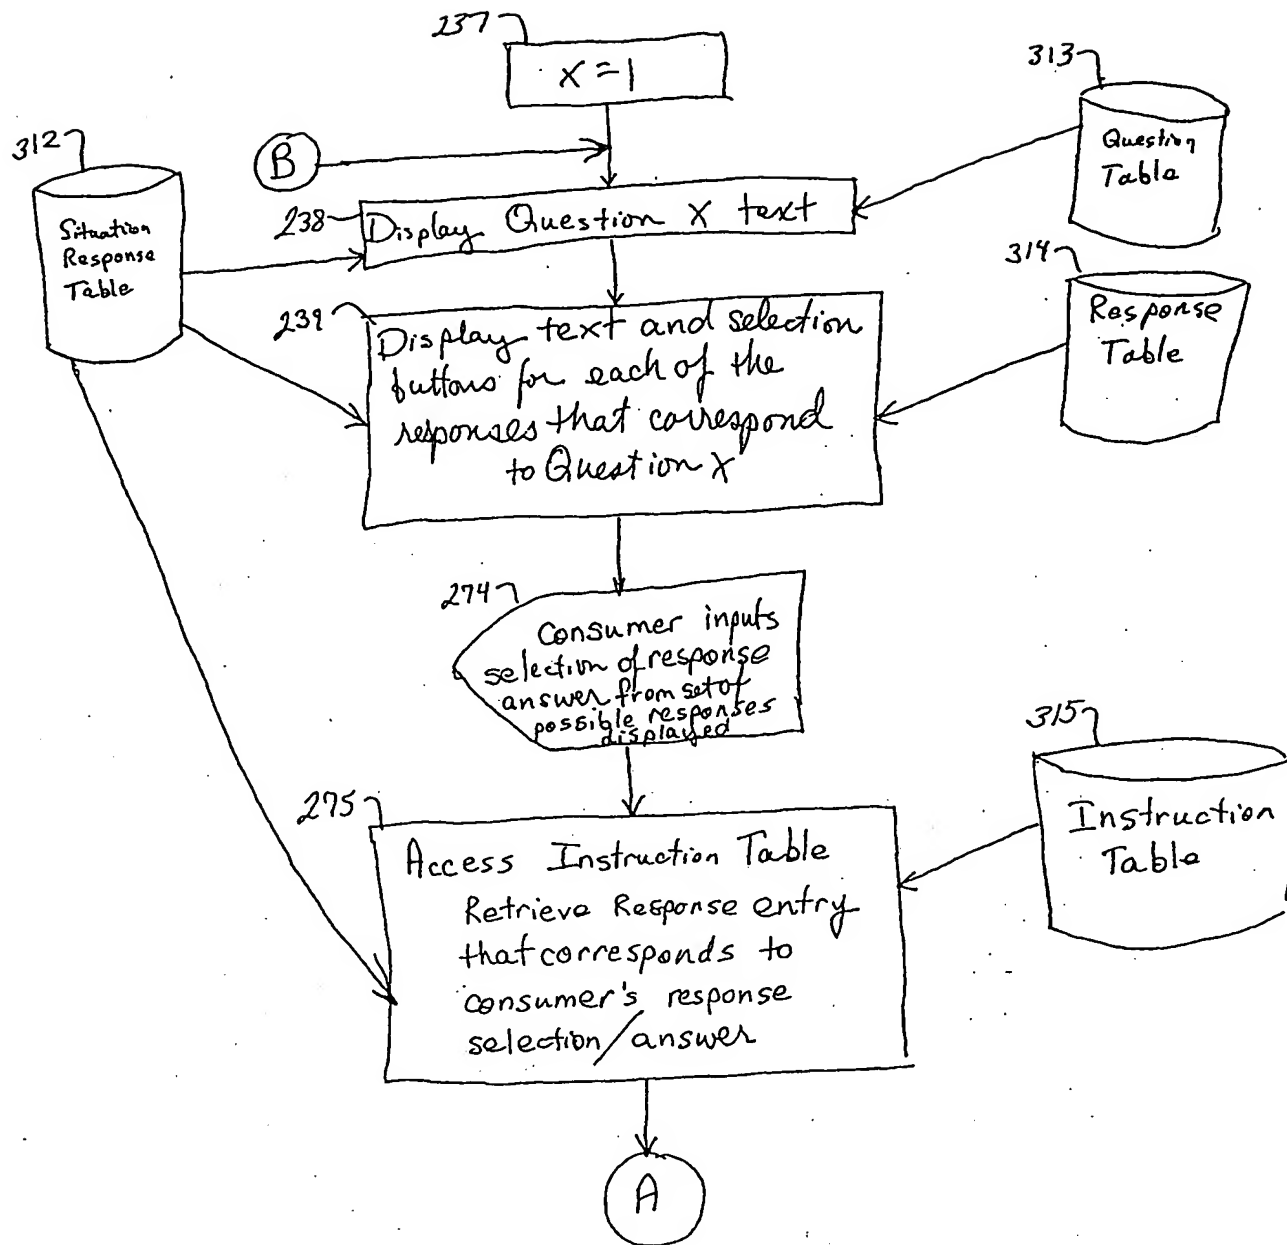 237
X=1
313
Question
Table
312
Situation
Response
Table
B
238
Display Question X text
314
Response
Table
239
Display text and selection
buttons for each of the
responses that correspond
to Question X
274
Consumer inputs
selection of response
answer from set of
possible responses
displayed
315
Instruction
Table
275
Access Instruction Table
Retrieve Response entry
that corresponds to
consumer's response
selection/answer
A